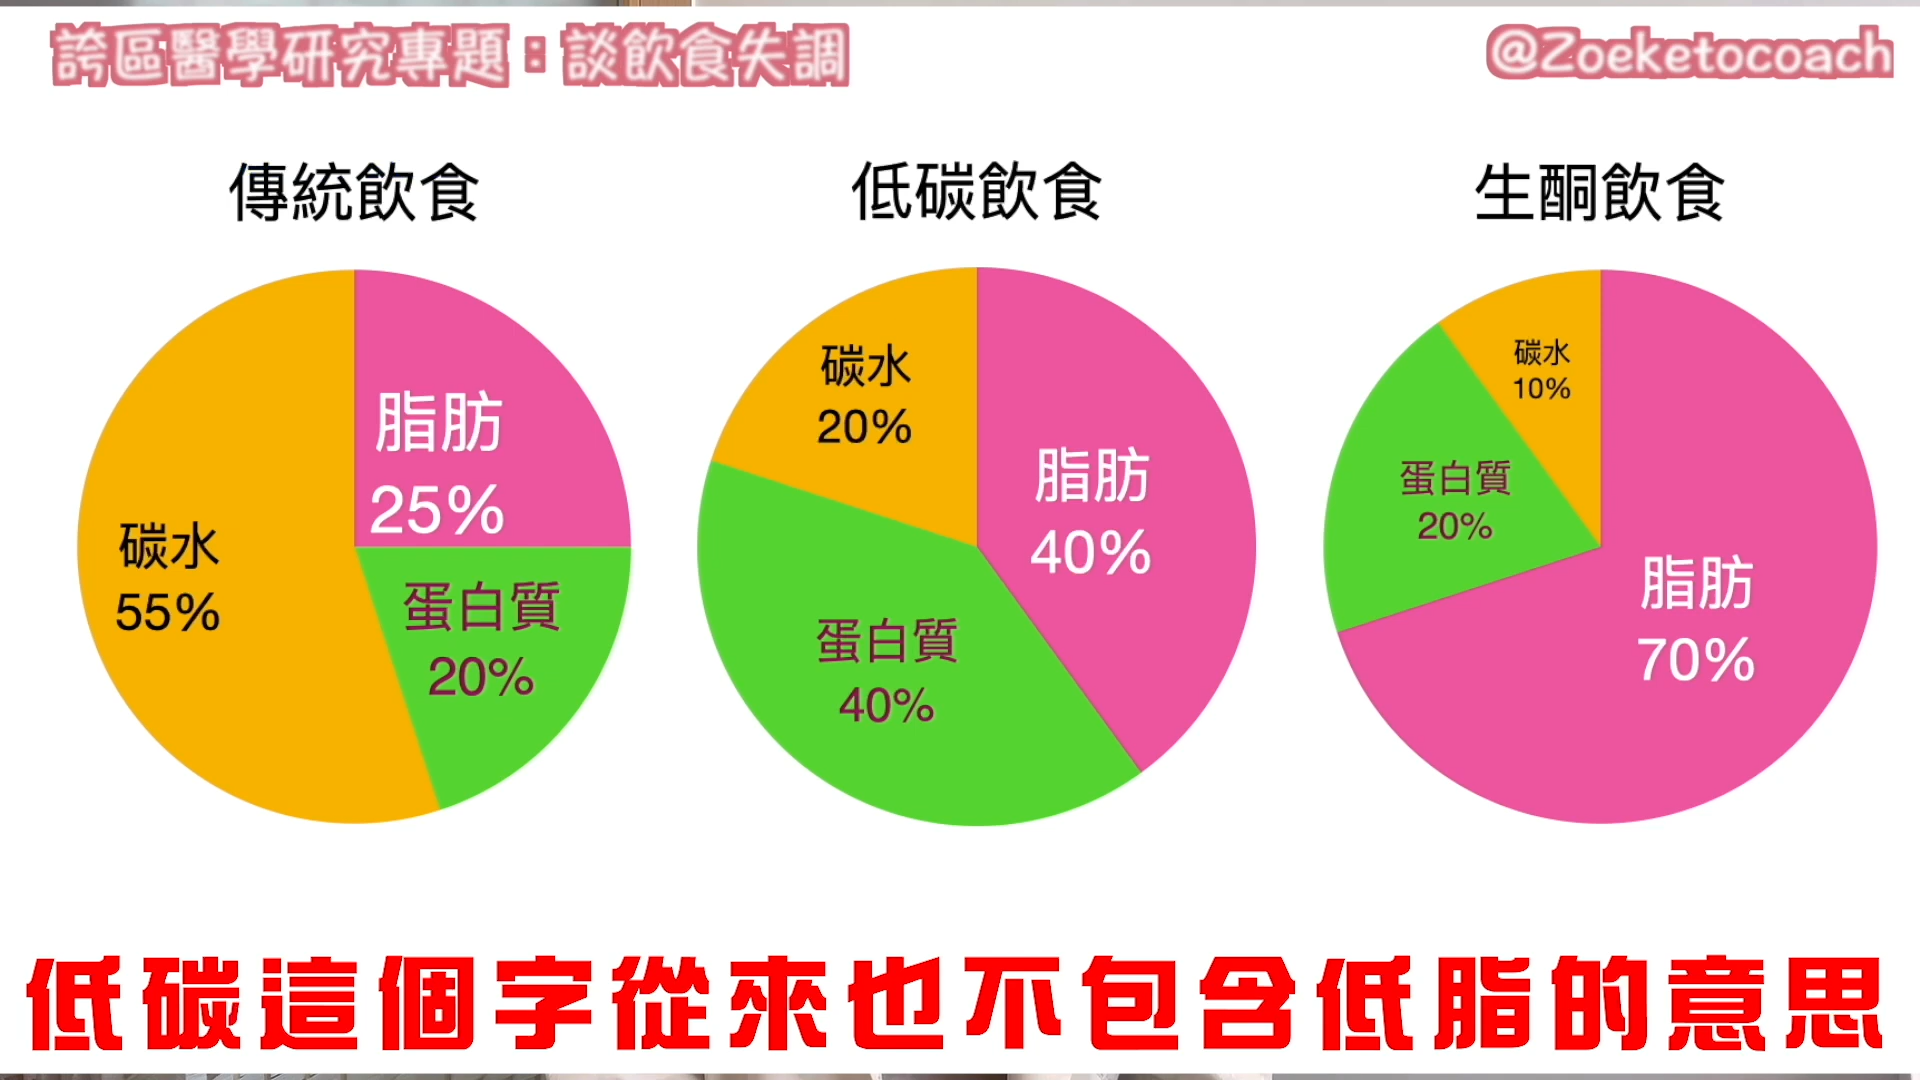 誇區醫學研究專題：談飲食失調
@Zoeketocoach
傳統飲食
脂肪
25%
碳水
55%
蛋白質
20%
低碳飲食
碳水
20%
脂肪
40%
蛋白質
40%
生酮飲食
碳水
10%
蛋白質
20%
脂肪
70%
低碳這個字從來也不包含低脂的意思